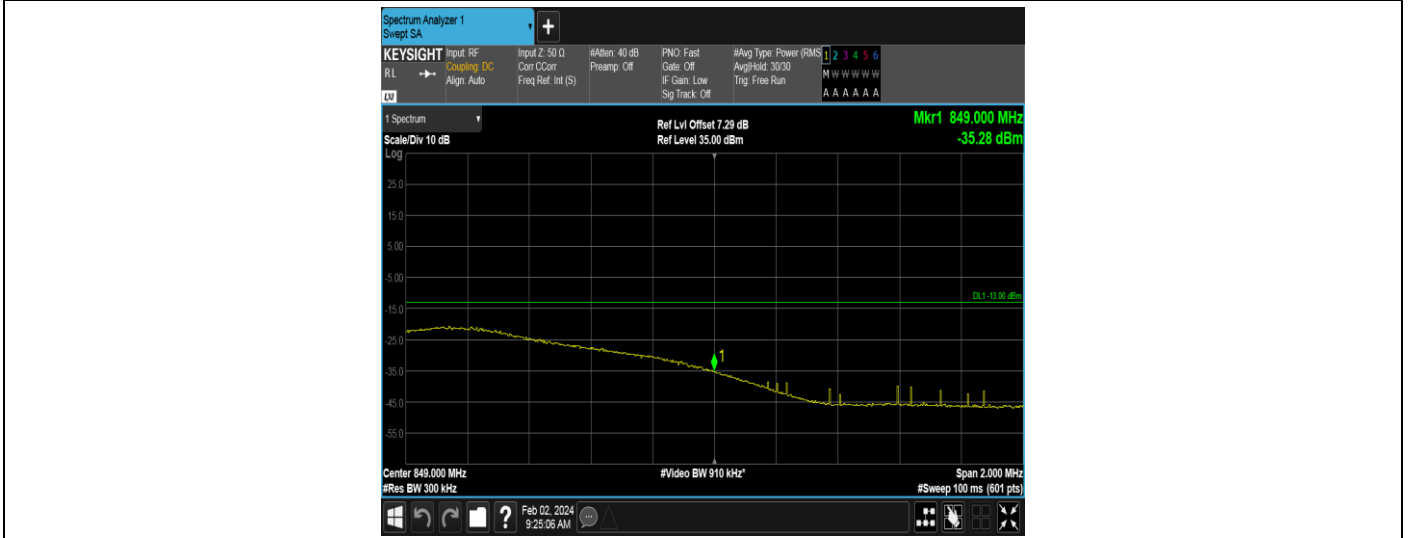 Spectrum Analyzer 1
Swept SA
+
KEYSIGHT
RL
LXI
Input: RF
Coupling: DC
Align: Auto
Input Z: 50 Ω
Corr CCorr
Freq Ref: Int (S)
#Atten: 40 dB
Preamp: Off
PNO: Fast
Gate: Off
IF Gain: Low
Sig Track: Off
#Avg Type: Power (RMS
Avg|Hold: 30/30
Trig: Free Run
1 2 3 4 5 6
M W W W W W
A A A A A A
1 Spectrum
Scale/Div 10 dB
Ref Lvl Offset 7.29 dB
Ref Level 35.00 dBm
Mkr1 849.000 MHz
-35.28 dBm
Log
25.0
15.0
5.00
-5.00
DL1 -13.00 dBm
-15.0
-25.0
1
-35.0
-45.0
-55.0
Center 849.000 MHz
#Video BW 910 kHz*
Span 2.000 MHz
#Res BW 300 kHz
#Sweep 100 ms (601 pts)
?
Feb 02, 2024
9:25:06 AM